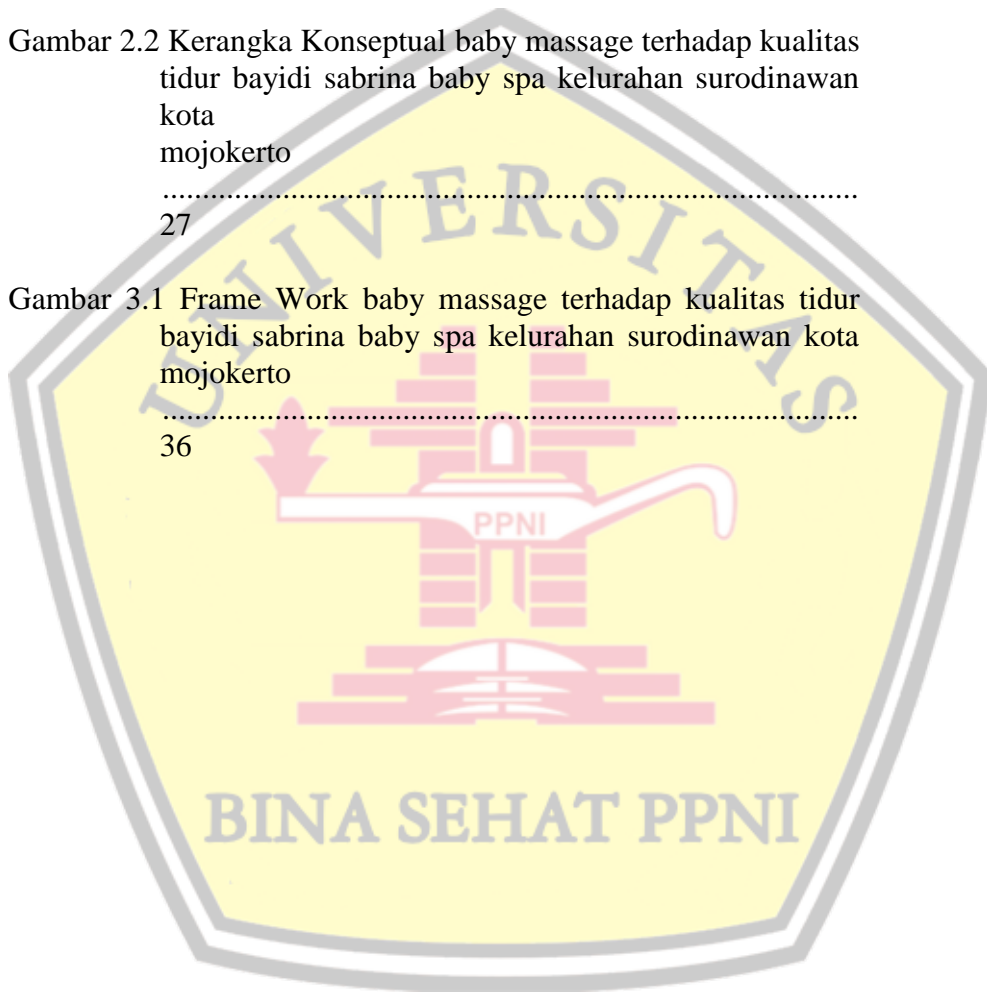 Gambar 2.2 Kerangka Konseptual baby massage terhadap kualitas
tidur bayidi sabrina baby spa kelurahan surodinawan
kota
mojokerto
.......................................................................................
27
UNIVERSITAS
Gambar 3.1 Frame Work baby massage terhadap kualitas tidur
bayidi sabrina baby spa kelurahan surodinawan kota
mojokerto
.......................................................................................
36
PPNI
BINA SEHAT PPNI